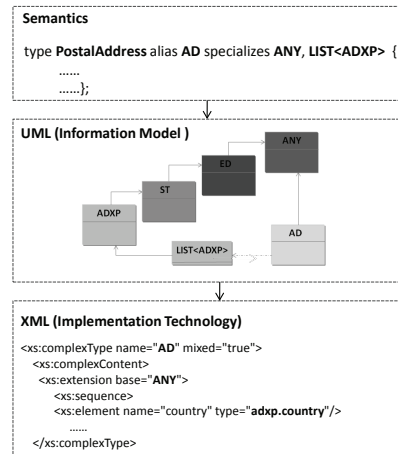 Semantics
type PostalAddress alias AD specializes ANY, LIST<ADXP> {
……
……};
UML (Information Model )
ANY
ED
ST
ADXP
AD
LIST<ADXP>
XML (Implementation Technology)
<xs:complexType name="AD" mixed="true">
<xs:complexContent>
<xs:extension base="ANY">
<xs:sequence>
<xs:element name="country" type="adxp.country"/>
……
</xs:complexType>